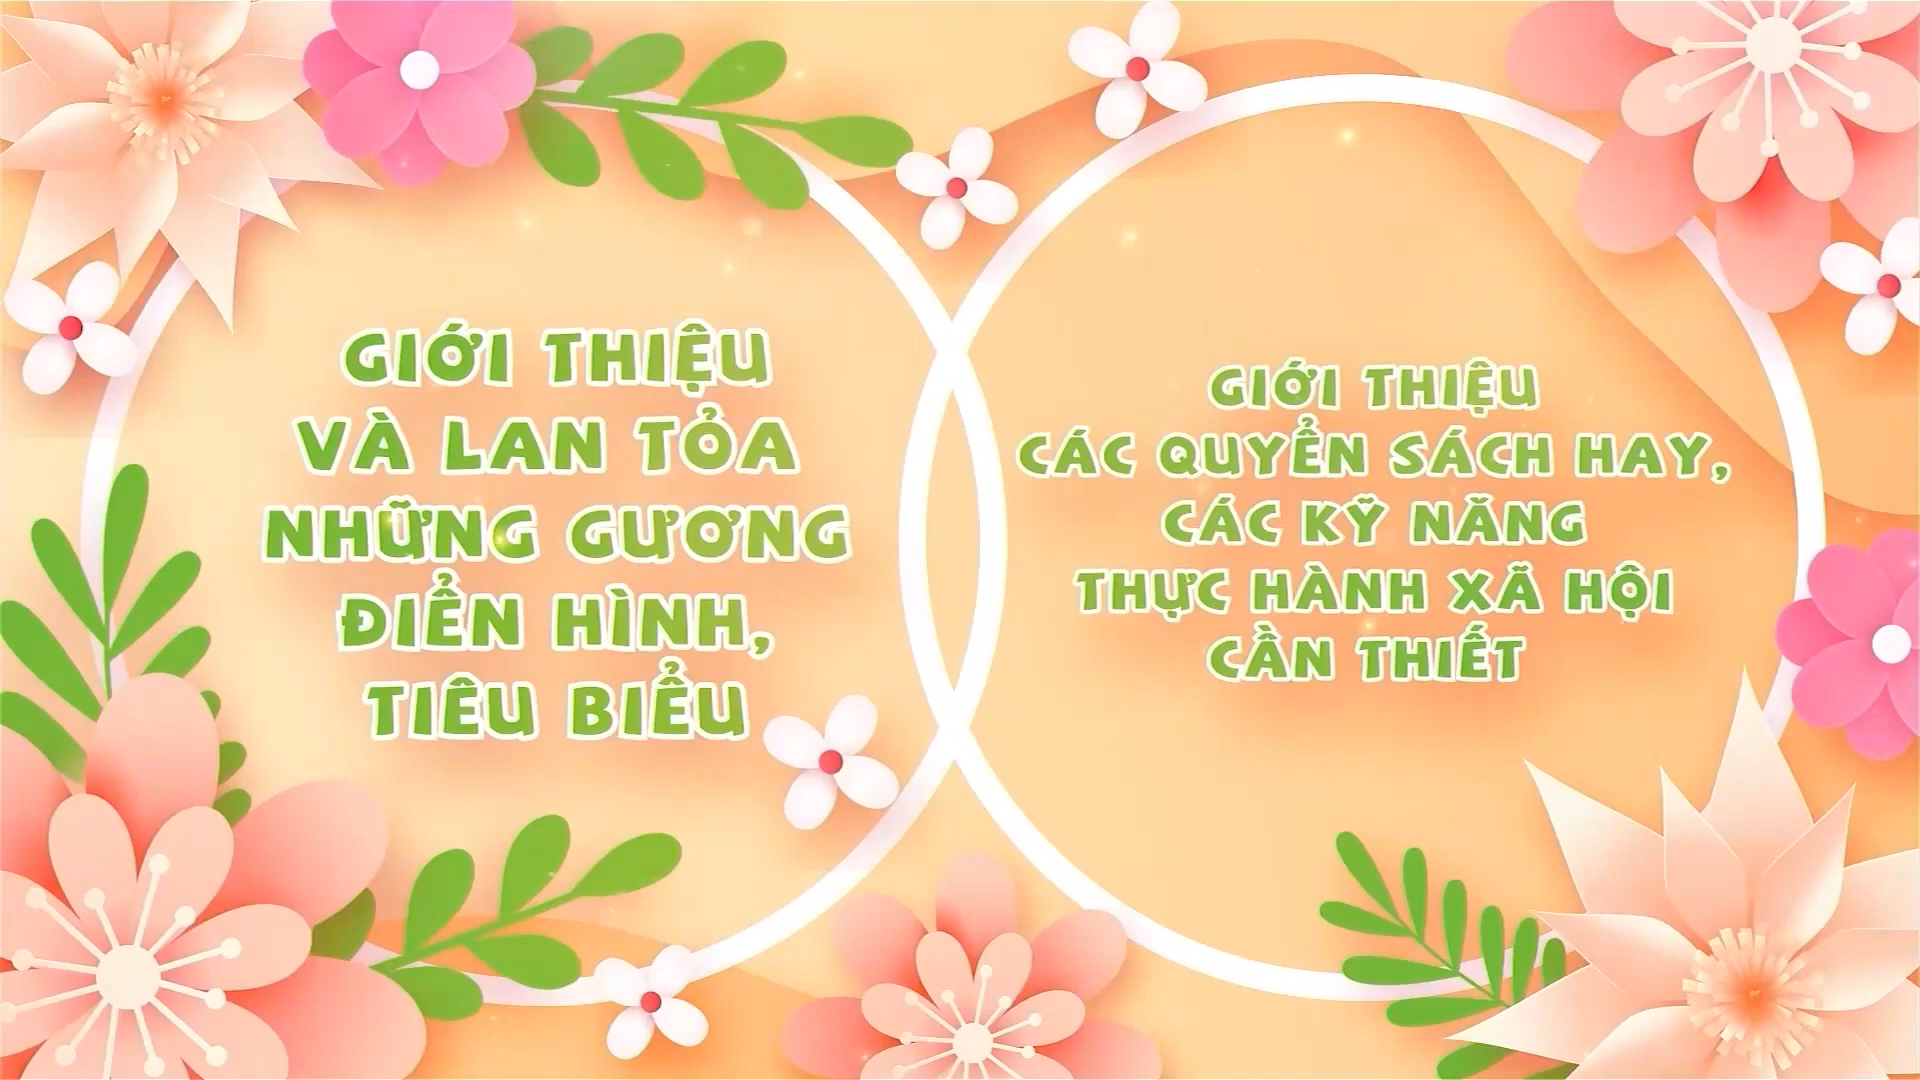 GIỚI THIỆU
VÀ LAN TỎA
NHỮNG GƯƠNG
ĐIỂN HÌNH,
TIÊU BIỂU
GIỚI THIỆU
CÁC QUYỂN SÁCH HAY,
CÁC KỸ NĂNG
THỰC HÀNH XÃ HỘI
CẦN THIẾT